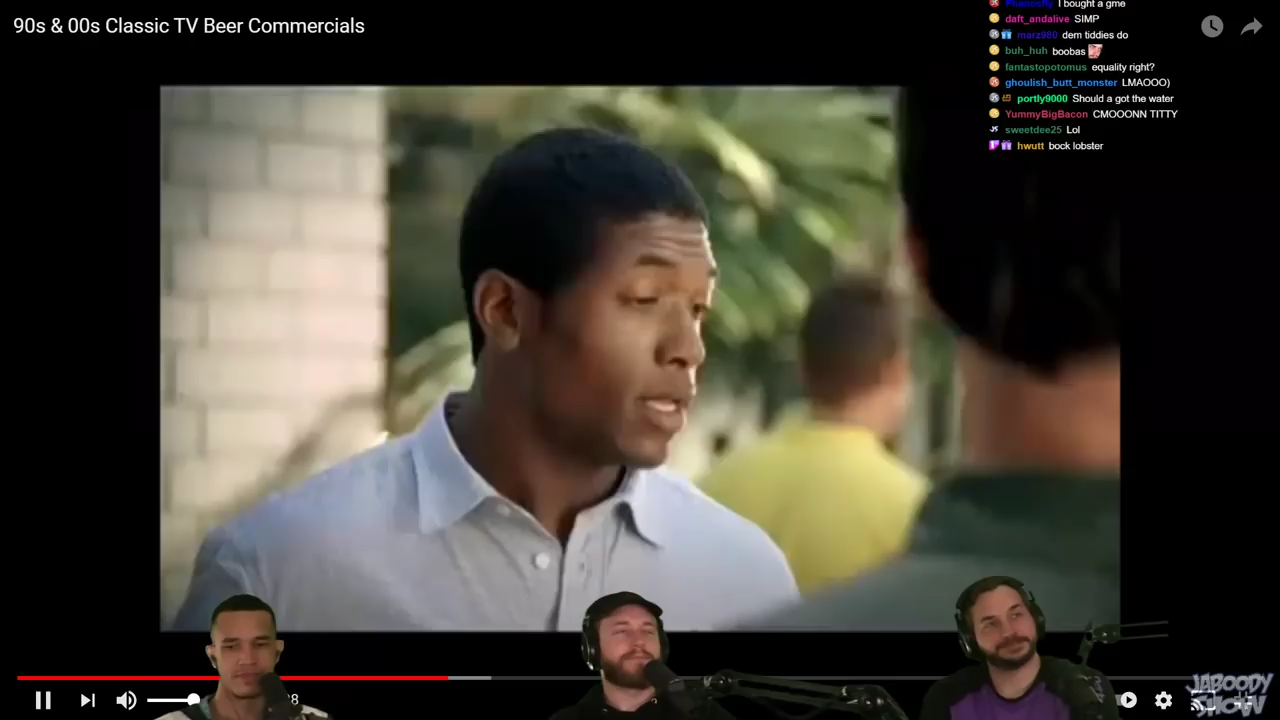 90s & 00s Classic TV Beer Commercials
Phancifly I bought a gme
daft_andalive SIMP
marz980 dem tiddies do
buh_huh boobas
fantastopotomus equality right?
ghoulish_butt_monster LMAOOO)
portly9000 Should a got the water
YummyBigBacon CMOOONN TITTY
sweetdee25 Lol
hwutt bock lobster
JABOODY
SHOW